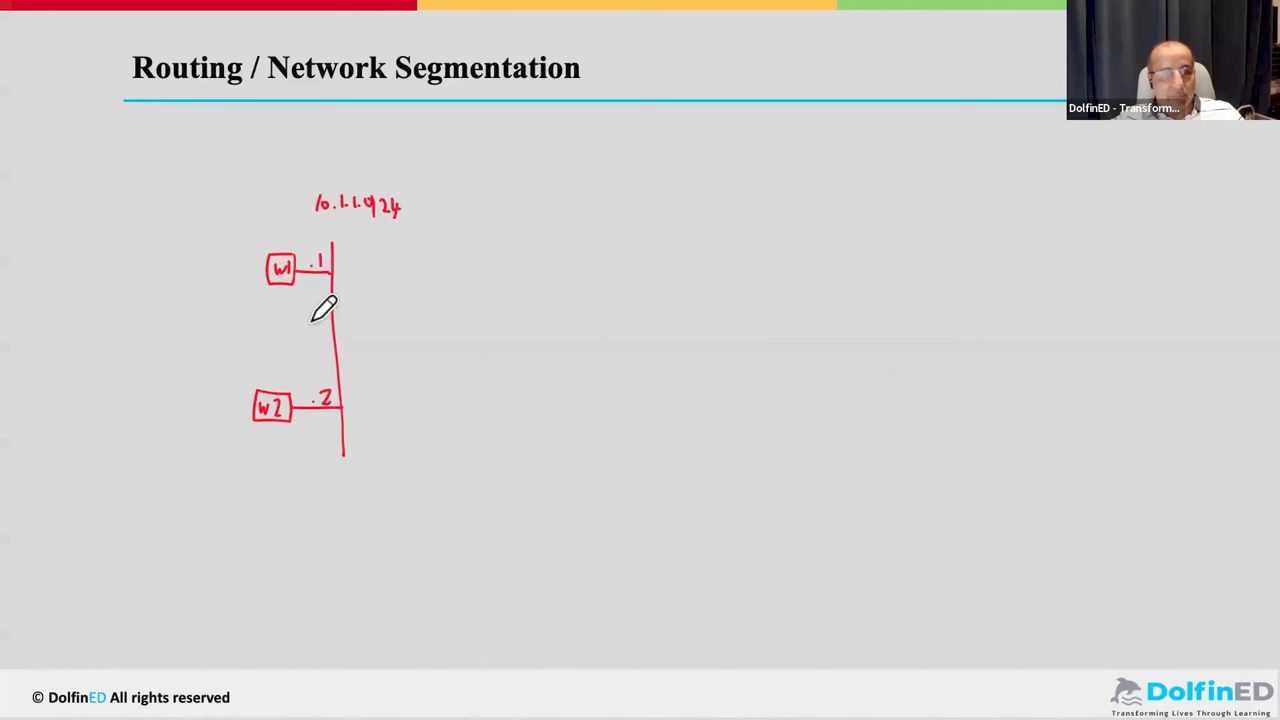 Routing / Network Segmentation
DolfinED - Transform...
10.1.1.0/24
W1 .1
W2 .2
© DolfinED All rights reserved
DolfinED
Transforming Lives Through Learning